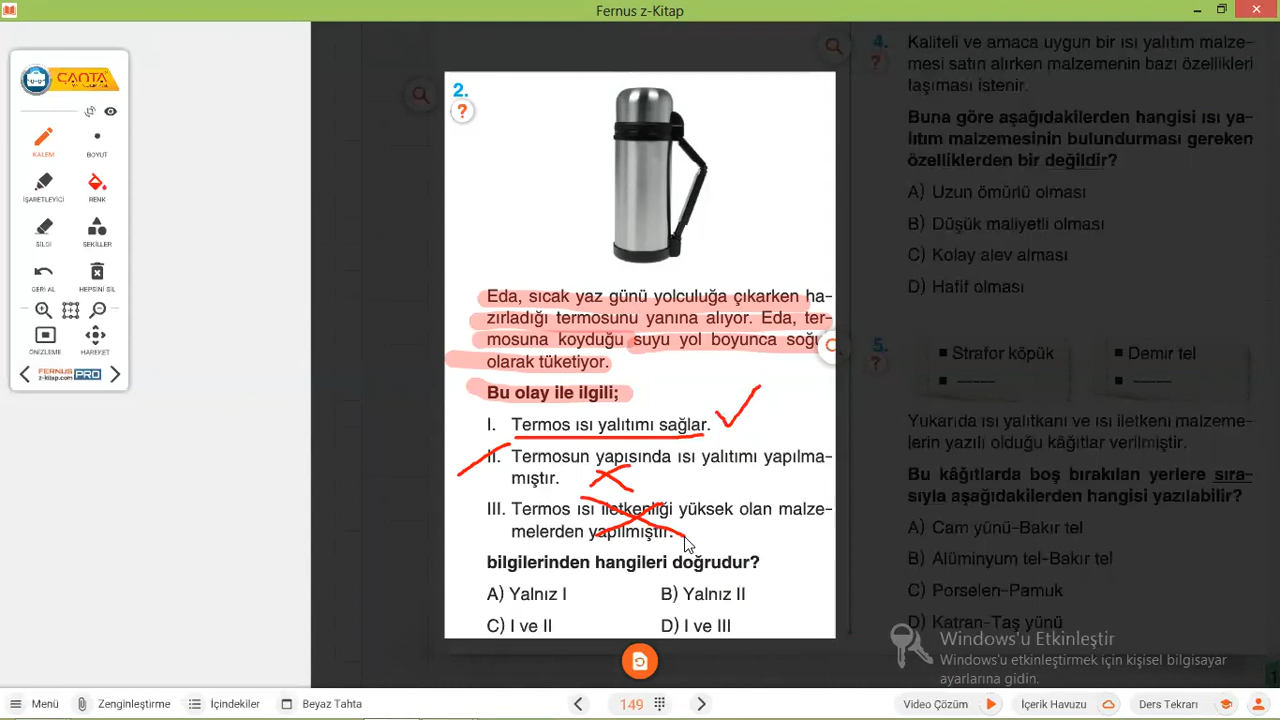 Fernus z-Kitap
ÇANTA
KALEM
BOYUT
İŞARETLEYİCİ
RENK
SİLGİ
ŞEKİLLER
GERİ AL
HEPSİNİ SİL
ÖNİZLEME
HAREKET
FERNUS
z-kitap.com
PRO
2.
?
Eda, sıcak yaz günü yolculuğa çıkarken ha-
zırladığı termosunu yanına alıyor. Eda, ter-
mosuna koyduğu suyu yol boyunca soğu
olarak tüketiyor.
Bu olay ile ilgili;
I. Termos ısı yalıtımı sağlar.
II. Termosun yapısında ısı yalıtımı yapılma-
mıştır.
III. Termos ısı iletkenliği yüksek olan malze-
melerden yapılmıştır.
bilgilerinden hangileri doğrudur?
A) Yalnız I
B) Yalnız II
C) I ve II
D) I ve III
4.
?
Kaliteli ve amaca uygun bir ısı yalıtım malze-
mesi satın alırken malzemenin bazı özellikleri
taşıması istenir.
Buna göre aşağıdakilerden hangisi ısı ya-
lıtım malzemesinin bulundurması gereken
özelliklerden bir değildir?
A) Uzun ömürlü olması
B) Düşük maliyetli olması
C) Kolay alev alması
D) Hafif olması
5.
?
Strafor köpük
Demir tel
Yukarıda ısı yalıtkanı ve ısı iletken malzeme-
lerin yazılı olduğu kâğıtlar verilmiştir.
Bu kâğıtlarda boş bırakılan yerlere sıra-
sıyla aşağıdakilerden hangisi yazılabilir?
A) Cam yünü-Bakır tel
B) Alüminyum tel-Bakır tel
C) Porselen-Pamuk
D) Katran-Taş yünü
Windows'u Etkinleştir
Windows'u etkinleştirmek için kişisel bilgisayar
ayarlarına gidin.
Menü
Zenginleştirme
İçindekiler
Beyaz Tahta
149
Video Çözüm
İçerik Havuzu
Ders Tekrarı